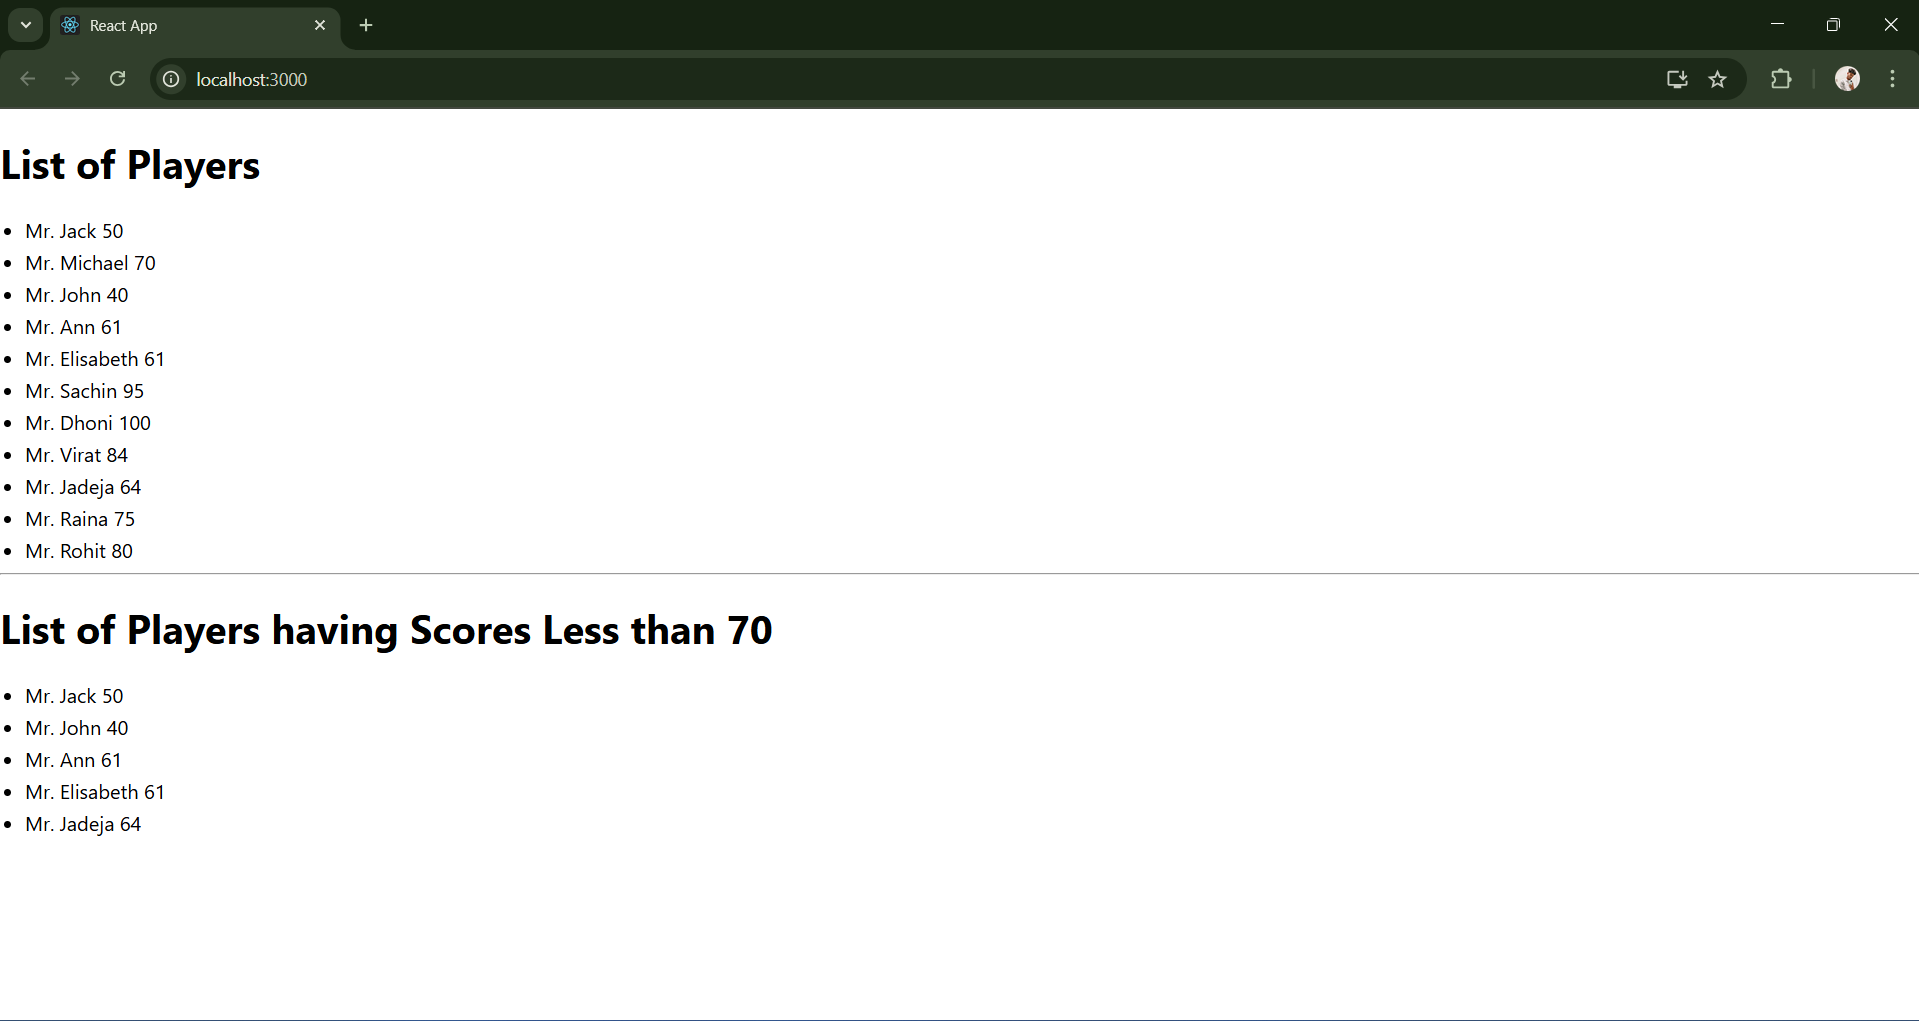 React App
localhost:3000
List of Players
Mr. Jack 50
Mr. Michael 70
Mr. John 40
Mr. Ann 61
Mr. Elisabeth 61
Mr. Sachin 95
Mr. Dhoni 100
Mr. Virat 84
Mr. Jadeja 64
Mr. Raina 75
Mr. Rohit 80
List of Players having Scores Less than 70
Mr. Jack 50
Mr. John 40
Mr. Ann 61
Mr. Elisabeth 61
Mr. Jadeja 64